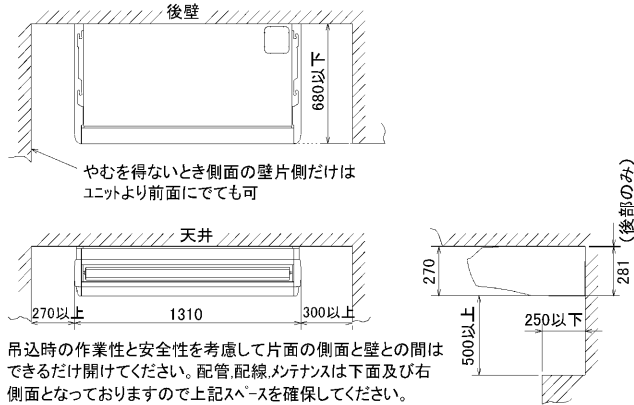 後壁
680以下
やむを得ないとき側面の壁片側だけは
ユニットより前面にでても可
天井
270以上
1310
300以上
270
281
(後部のみ)
500以上
250以下
吊込時の作業性と安全性を考慮して片面の側面と壁との間は
できるだけ開けてください。配管,配線,メンテナンスは下面及び右
側面となっておりますので上記スペースを確保してください。